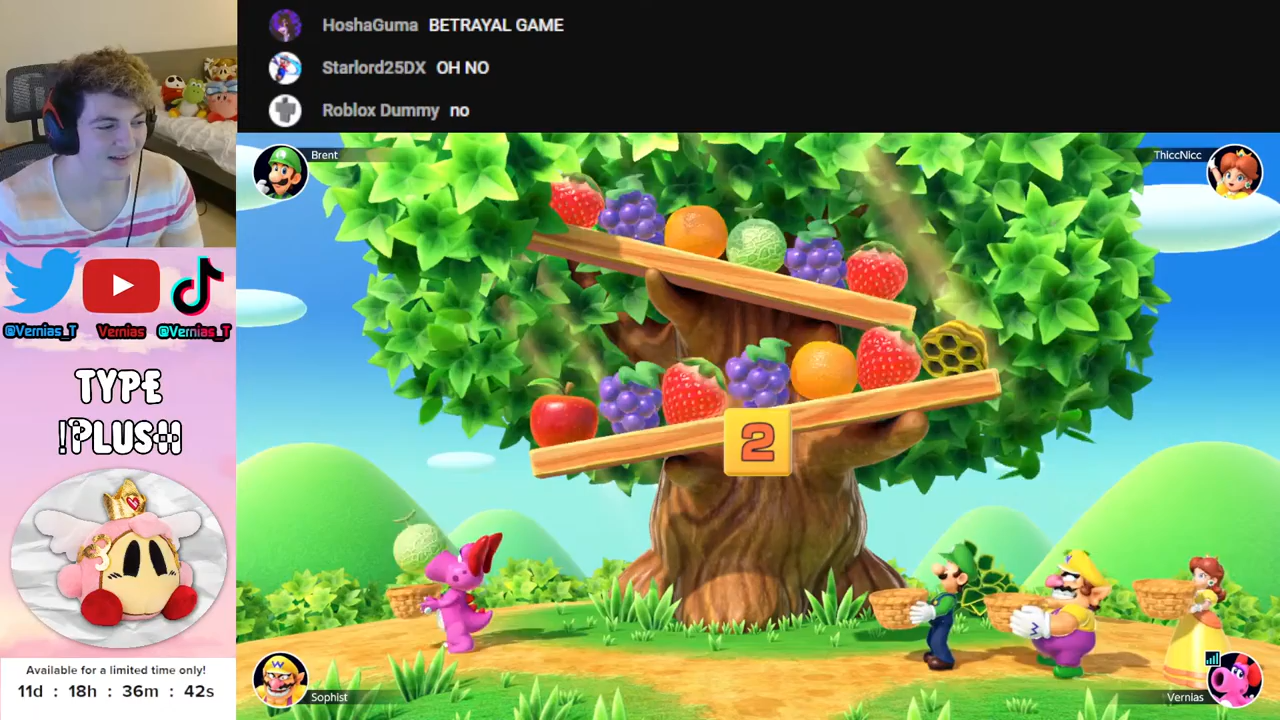 HoshaGuma BETRAYAL GAME
Starlord25DX OH NO
Roblox Dummy no
Brent
ThiccNicc
@Vernias_T
Vernias
@Vernias_T
TYPE
!PLUSH
2
W
W
Sophist
Vernias
Available for a limited time only!
11d : 18h : 36m : 42s